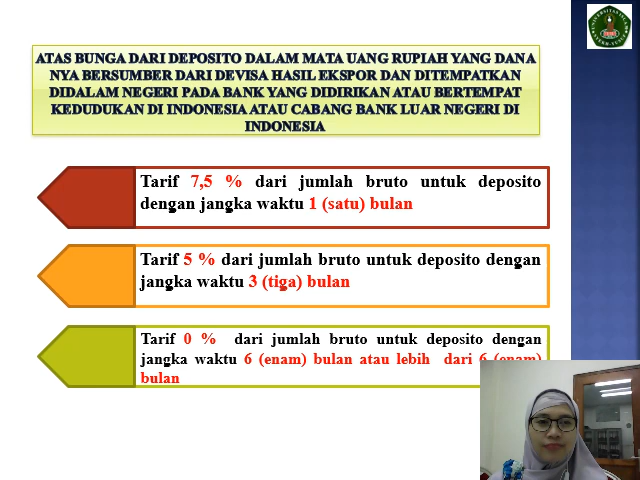 ATAS BUNGA DARI DEPOSITO DALAM MATA UANG RUPIAH YANG DANA
NYA BERSUMBER DARI DEVISA HASIL EKSPOR DAN DITEMPATKAN
DIDALAM NEGERI PADA BANK YANG DIDIRIKAN ATAU BERTEMPAT
KEDUDUKAN DI INDONESIA ATAU CABANG BANK LUAR NEGERI DI
INDONESIA
Tarif 7,5 % dari jumlah bruto untuk deposito
dengan jangka waktu 1 (satu) bulan
Tarif 5 % dari jumlah bruto untuk deposito dengan
jangka waktu 3 (tiga) bulan
Tarif 0 % dari jumlah bruto untuk deposito dengan
jangka waktu 6 (enam) bulan atau lebih dari 6 (enam)
bulan